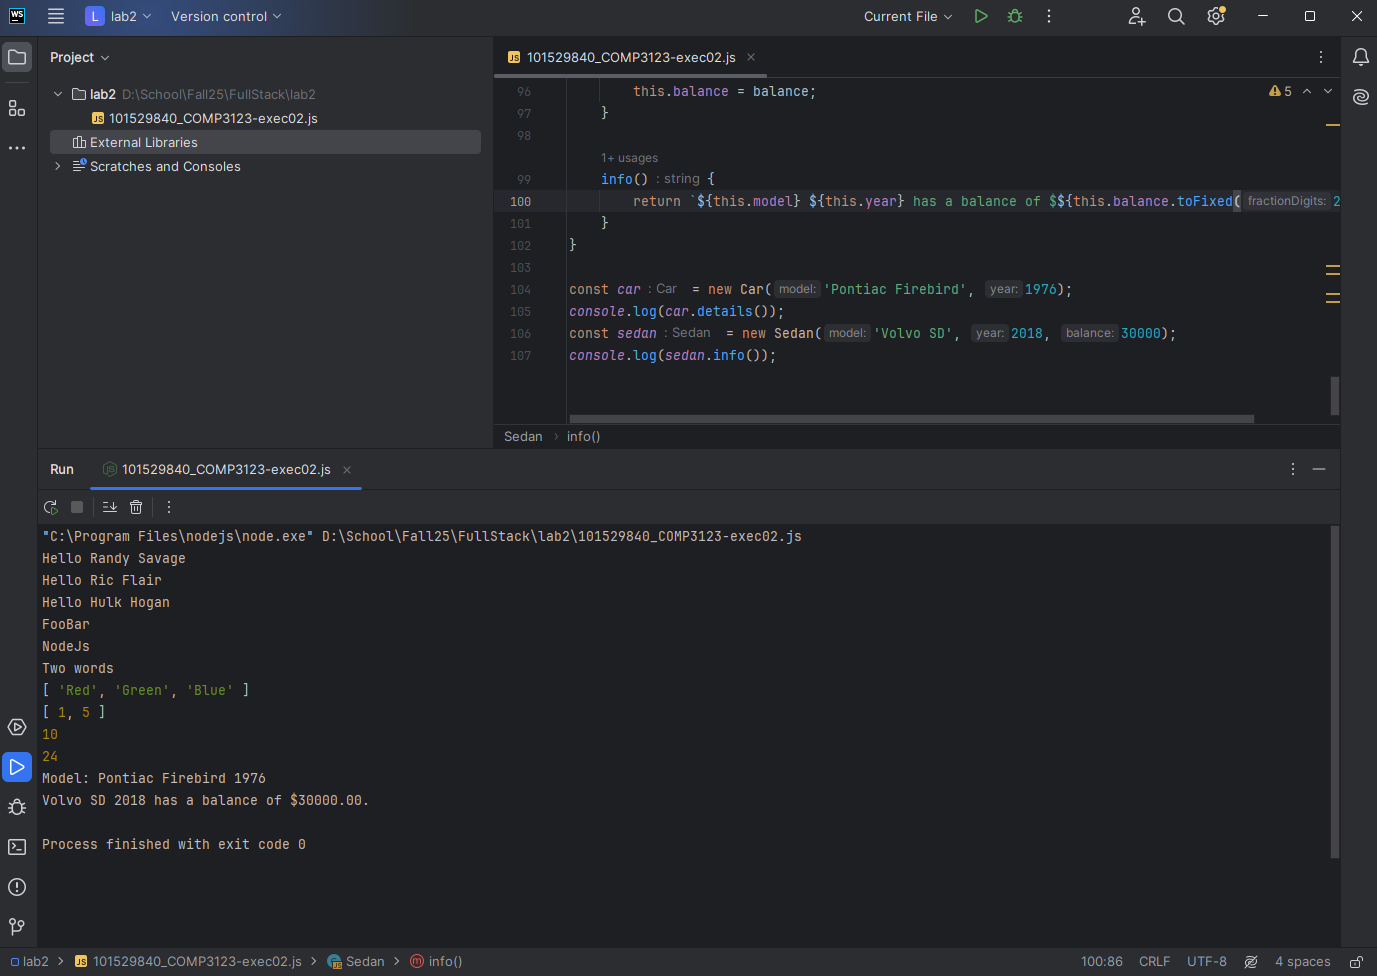 WS
L lab2 Version control Current File
Project
lab2 D:\School\Fall25\FullStack\lab2
JS 101529840_COMP3123-exec02.js
External Libraries
Scratches and Consoles
JS 101529840_COMP3123-exec02.js
96 this.balance = balance; 5
97 }
98
1+ usages
99 info() : string {
100 return `${this.model} ${this.year} has a balance of $${this.balance.toFixed( fractionDigits: 2
101 }
102 }
103
104 const car : Car = new Car( model: 'Pontiac Firebird', year: 1976);
105 console.log(car.details());
106 const sedan : Sedan = new Sedan( model: 'Volvo SD', year: 2018, balance: 30000);
107 console.log(sedan.info());
Sedan › info()
Run JS 101529840_COMP3123-exec02.js
"C:\Program Files\nodejs\node.exe" D:\School\Fall25\FullStack\lab2\101529840_COMP3123-exec02.js
Hello Randy Savage
Hello Ric Flair
Hello Hulk Hogan
FooBar
NodeJs
Two words
[ 'Red', 'Green', 'Blue' ]
[ 1, 5 ]
10
24
Model: Pontiac Firebird 1976
Volvo SD 2018 has a balance of $30000.00.
Process finished with exit code 0
lab2 › JS 101529840_COMP3123-exec02.js › JS Sedan › m info() 100:86 CRLF UTF-8 4 spaces